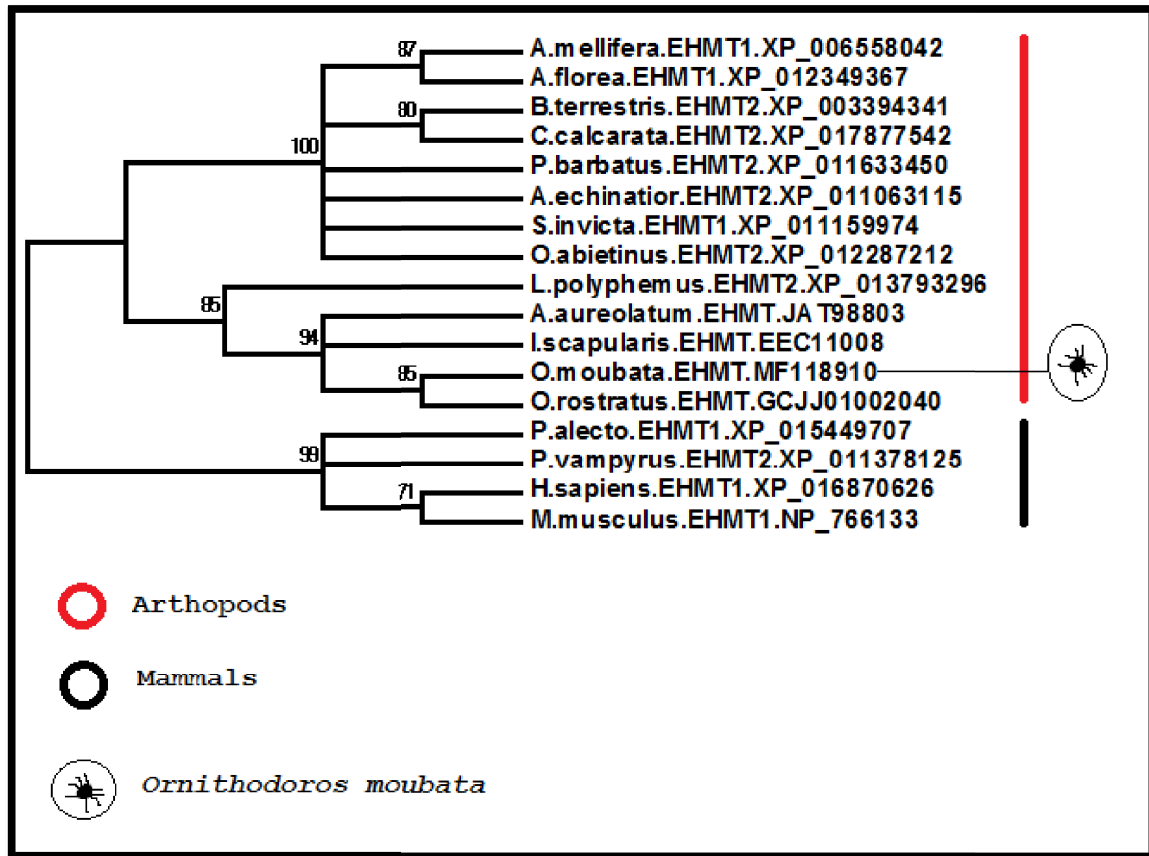 87
A.mellifera.EHMT1.XP_006558042
A.florea.EHMT1.XP_012349367
80
B.terrestris.EHMT2.XP_003394341
C.calcarata.EHMT2.XP_017877542
100
P.barbatus.EHMT2.XP_011633450
A.echinatior.EHMT2.XP_011063115
S.invicta.EHMT1.XP_011159974
O.abietinus.EHMT2.XP_012287212
85
L.polyphemus.EHMT2.XP_013793296
A.aureolatum.EHMT.JAT98803
94
I.scapularis.EHMT.EEC11008
85
O.moubata.EHMT.MF118910
O.rostratus.EHMT.GCJJ01002040
P.alecto.EHMT1.XP_015449707
99
P.vampyrus.EHMT2.XP_011378125
71
H.sapiens.EHMT1.XP_016870626
M.musculus.EHMT1.NP_766133
Arthopods
Mammals
Ornithodoros moubata